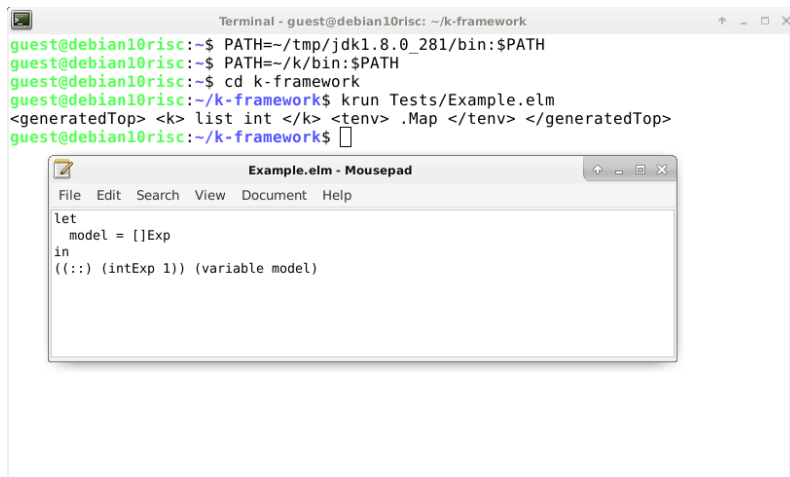 Terminal - guest@debian10risc: ~/k-framework
guest@debian10risc:~$ PATH=~/tmp/jdk1.8.0_281/bin:$PATH
guest@debian10risc:~$ PATH=~/k/bin:$PATH
guest@debian10risc:~$ cd k-framework
guest@debian10risc:~/k-framework$ krun Tests/Example.elm
<generatedTop> <k> list int </k> <tenv> .Map </tenv> </generatedTop>
guest@debian10risc:~/k-framework$
Example.elm - Mousepad
File Edit Search View Document Help
let
  model = []Exp
in
((::) (intExp 1)) (variable model)